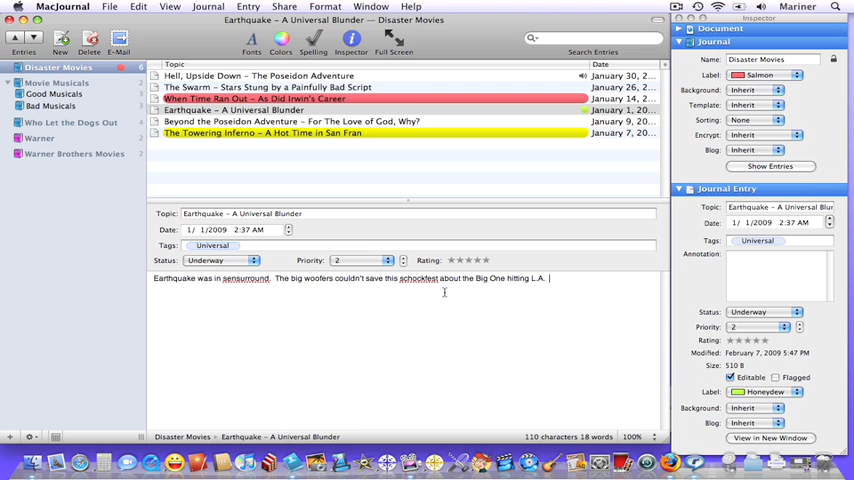 MacJournal File Edit View Journal Entry Share Format Window Help Mariner
Earthquake – A Universal Blunder — Disaster Movies
Inspector
Entries New Delete E-Mail Fonts Colors Spelling Inspector Full Screen Search Entries
Document
Journal
Disaster Movies 6
Movie Musicals
Good Musicals
Bad Musicals
Who Let the Dogs Out
Warner
Warner Brothers Movies
Topic Date
Hell, Upside Down – The Poseidon Adventure January 30, 2...
The Swarm – Stars Stung by a Painfully Bad Script January 26, 2...
When Time Ran Out – As Did Irwin's Career January 14, 2...
Earthquake – A Universal Blunder January 1, 20...
Beyond the Poseidon Adventure – For The Love of God, Why? January 9, 20...
The Towering Inferno – A Hot Time in San Fran January 7, 20...
Topic: Earthquake – A Universal Blunder
Date: 1/ 1/2009 2:37 AM
Tags: Universal
Status: Underway Priority: 2 Rating: ★★★★★
Earthquake was in sensurround. The big woofers couldn't save this schockfest about the Big One hitting L.A.
Disaster Movies ▸ Earthquake – A Universal Blunder 110 characters 18 words 100%
Name: Disaster Movies
Label: Salmon
Background: Inherit
Template: Inherit
Sorting: None
Encrypt: Inherit
Blog: Inherit
Show Entries
Journal Entry
Topic: Earthquake – A Universal Blur
Date: 1/ 1/2009 2:37 AM
Tags: Universal
Annotation:
Status: Underway
Priority: 2
Rating: ★★★★★
Modified: February 7, 2009 5:47 PM
Size: 510 B
Editable Flagged
Label: Honeydew
Background: Inherit
Blog: Inherit
View in New Window